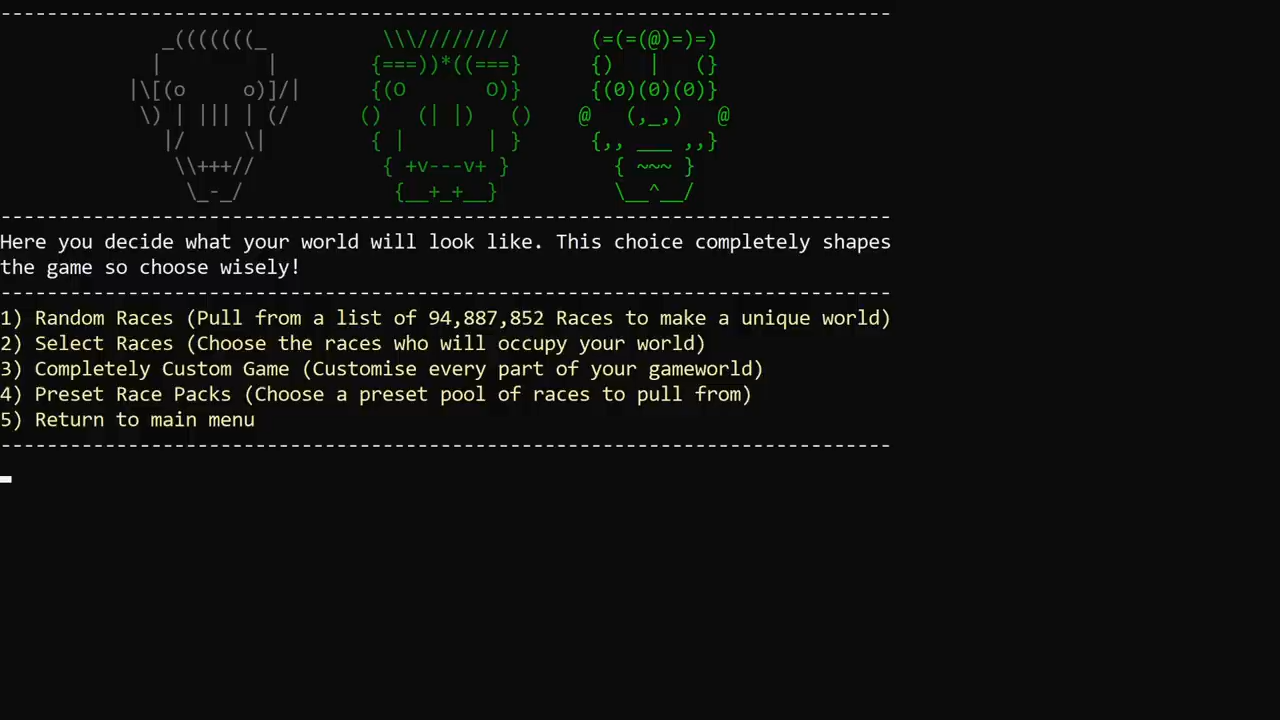 Here you decide what your world will look like. This choice completely shapes
the game so choose wisely!
1) Random Races (Pull from a list of 94,887,852 Races to make a unique world)
2) Select Races (Choose the races who will occupy your world)
3) Completely Custom Game (Customise every part of your gameworld)
4) Preset Race Packs (Choose a preset pool of races to pull from)
5) Return to main menu